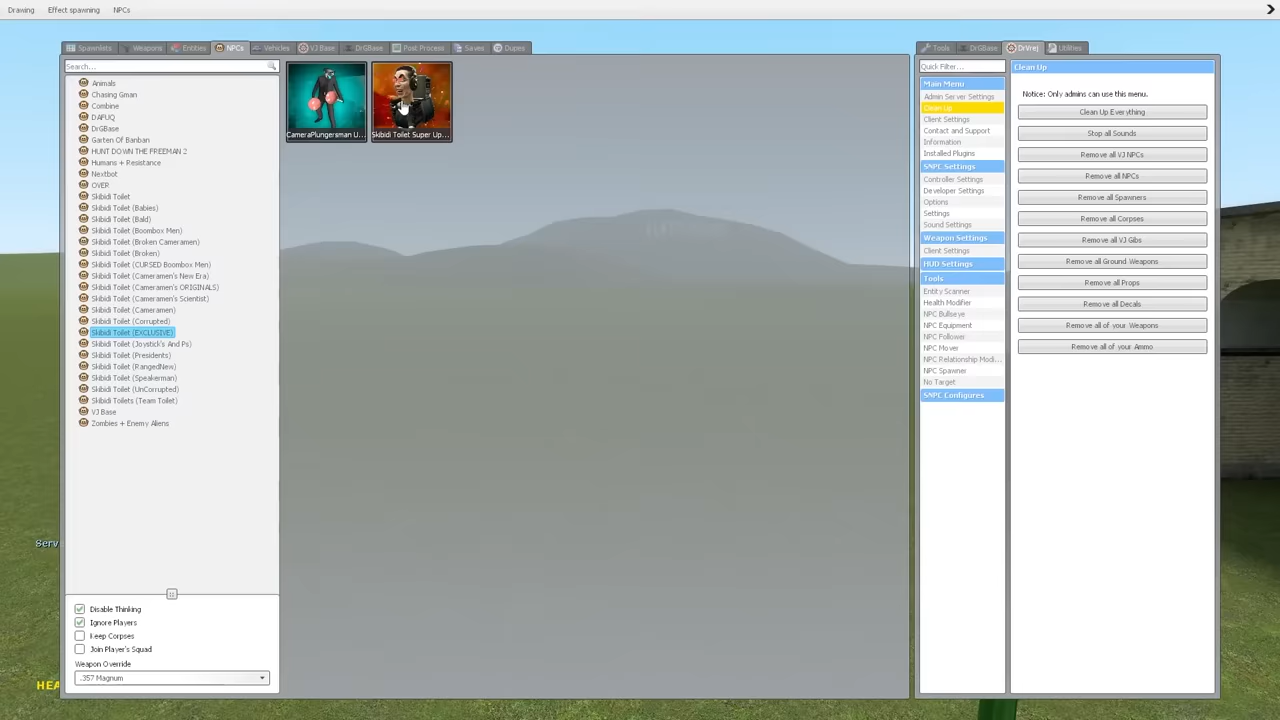 Drawing Effect spawning NPCs
Spawnlists Weapons Entities NPCs Vehicles VJ Base DrGBase Post Process Saves Dupes
Search...
Animals
Chasing Gman
Combine
DAFUQ
DrGBase
Garten Of Banban
HUNT DOWN THE FREEMAN 2
Humans + Resistance
Nextbot
OVER
Skibidi Toilet
Skibidi Toilet (Babies)
Skibidi Toilet (Bald)
Skibidi Toilet (Boombox Men)
Skibidi Toilet (Broken Cameramen)
Skibidi Toilet (Broken)
Skibidi Toilet (CURSED Boombox Men)
Skibidi Toilet (Cameramen's New Era)
Skibidi Toilet (Cameramen's ORIGINALS)
Skibidi Toilet (Cameramen's Scientist)
Skibidi Toilet (Cameramen)
Skibidi Toilet (Corrupted)
Skibidi Toilet (EXCLUSIVE)
Skibidi Toilet (Joystick's And Ps)
Skibidi Toilet (Presidents)
Skibidi Toilet (RangedNew)
Skibidi Toilet (Speakerman)
Skibidi Toilet (UnCorrupted)
Skibidi Toilets (Team Toilet)
VJ Base
Zombies + Enemy Aliens
Disable Thinking
Ignore Players
Keep Corpses
Join Player's Squad
Weapon Override
.357 Magnum
CameraPlungersman U...
Skibidi Toilet Super Up...
Serv
HEA
Tools DrGBase DrVrej Utilities
Quick Filter...
Main Menu
Admin Server Settings
Clean Up
Client Settings
Contact and Support
Information
Installed Plugins
SNPC Settings
Controller Settings
Developer Settings
Options
Settings
Sound Settings
Weapon Settings
Client Settings
HUD Settings
Tools
Entity Scanner
Health Modifier
NPC Bullseye
NPC Equipment
NPC Follower
NPC Mover
NPC Relationship Modi...
NPC Spawner
No Target
SNPC Configures
Clean Up
Notice: Only admins can use this menu.
Clean Up Everything
Stop all Sounds
Remove all VJ NPCs
Remove all NPCs
Remove all Spawners
Remove all Corpses
Remove all VJ Gibs
Remove all Ground Weapons
Remove all Props
Remove all Decals
Remove all of your Weapons
Remove all of your Ammo